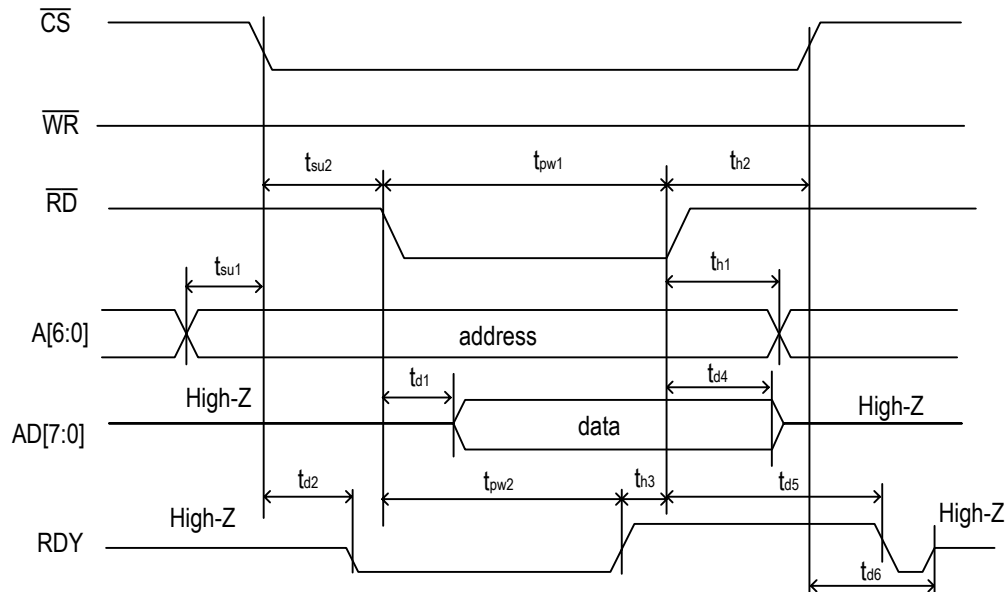 CS
WR
tsu2
tpw1
th2
RD
tsu1
th1
A[6:0]
address
High-Z
td1
td4
High-Z
AD[7:0]
data
td2
tpw2
th3
td5
High-Z
High-Z
RDY
td6